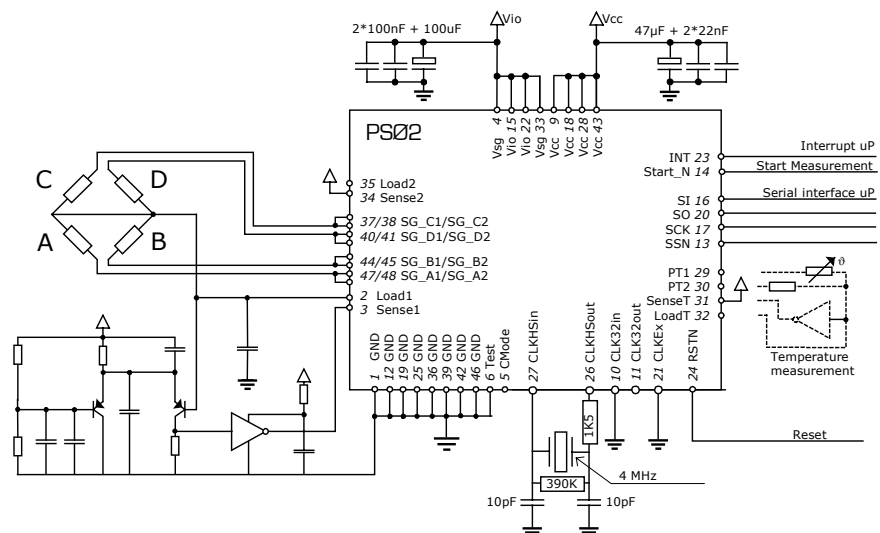 Vio
Vcc
2*100nF + 100uF
47µF + 2*22nF
PSØ2
Vsg 4
Vio 15
Vio 22
Vsg 33
Vcc 9
Vcc 18
Vcc 28
Vcc 43
C
D
A
B
35 Load2
34 Sense2
37/38 SG_C1/SG_C2
40/41 SG_D1/SG_D2
44/45 SG_B1/SG_B2
47/48 SG_A1/SG_A2
2 Load1
3 Sense1
INT 23
Interrupt uP
Start_N 14
Start Measurement
SI 16
Serial interface uP
SO 20
SCK 17
SSN 13
PT1 29
PT2 30
SenseT 31
LoadT 32
ϑ
Temperature
measurement
1 GND
12 GND
19 GND
25 GND
36 GND
39 GND
42 GND
46 GND
6 Test
5 CMode
27 CLKHSin
26 CLKHSout
10 CLK32in
11 CLK32out
21 CLKEx
24 RSTN
1K5
Reset
4 MHz
390K
10pF
10pF